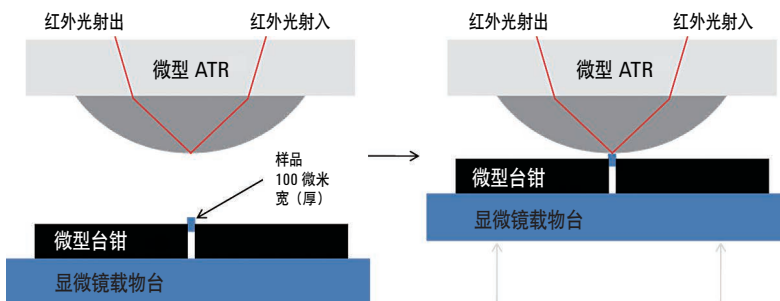 红外光射出
红外光射入
微型 ATR
样品
100 微米
宽（厚）
微型台钳
显微镜载物台
红外光射出
红外光射入
微型 ATR
微型台钳
显微镜载物台